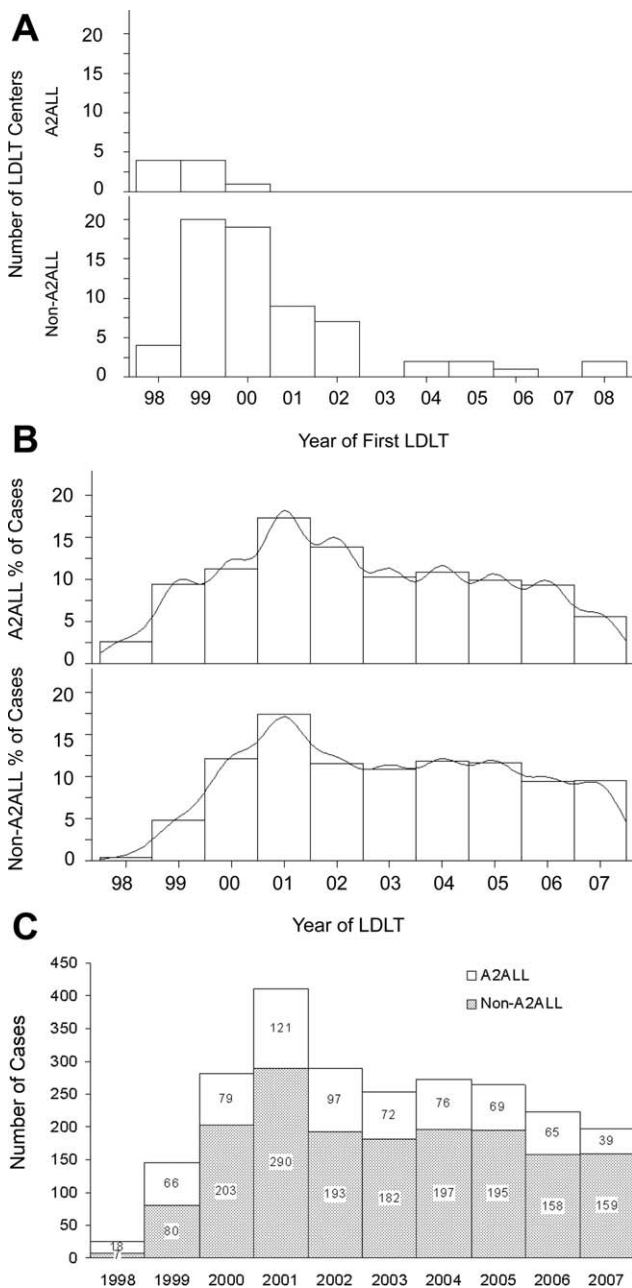 A
Number of LDLT Centers
A2ALL
20
15
10
5
0
Non-A2ALL
20
15
10
5
0
98 99 00 01 02 03 04 05 06 07 08
Year of First LDLT
B
A2ALL % of Cases
20
15
10
5
0
Non-A2ALL % of Cases
20
15
10
5
0
98 99 00 01 02 03 04 05 06 07
Year of LDLT
C
Number of Cases
450
400
350
300
250
200
150
100
50
0
A2ALL
Non-A2ALL
18 66 79 121 97 72 76 69 65 39
7 80 203 290 193 182 197 195 158 159
1998 1999 2000 2001 2002 2003 2004 2005 2006 2007